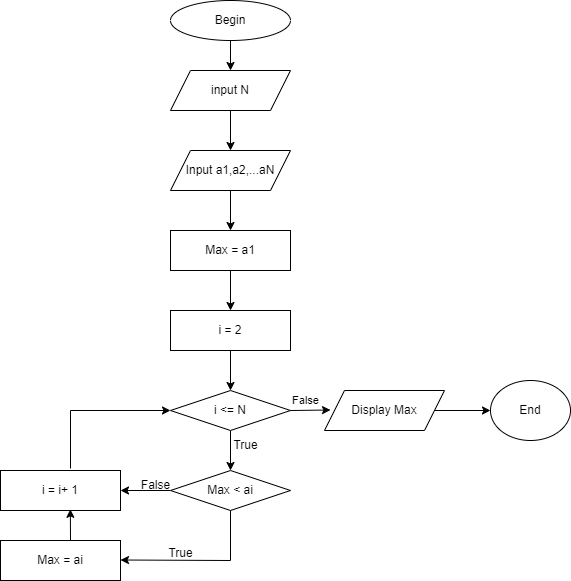 Begin
input N
Input a1,a2,...aN
Max = a1
i = 2
i <= N
False
Display Max
End
True
i = i+ 1
False
Max < ai
Max = ai
True